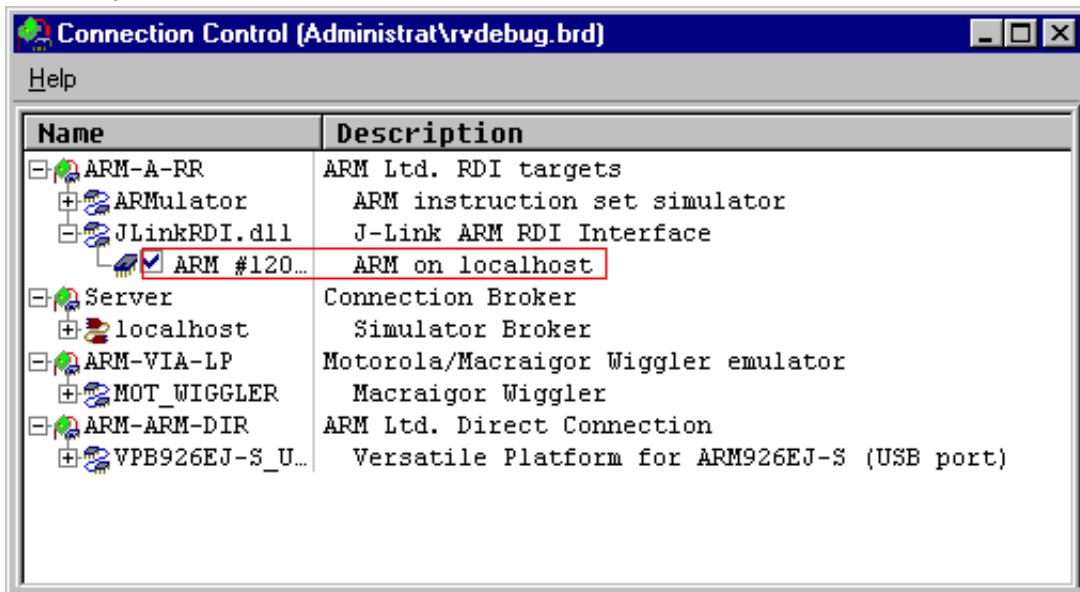 Connection Control (Administrat\rvdebug.brd)
Help
Name Description
ARM-A-RR ARM Ltd. RDI targets
ARMulator ARM instruction set simulator
JLinkRDI.dll J-Link ARM RDI Interface
ARM #120… ARM on localhost
Server Connection Broker
localhost Simulator Broker
ARM-VIA-LP Motorola/Macraigor Wiggler emulator
MOT_WIGGLER Macraigor Wiggler
ARM-ARM-DIR ARM Ltd. Direct Connection
VPB926EJ-S_U… Versatile Platform for ARM926EJ-S (USB port)